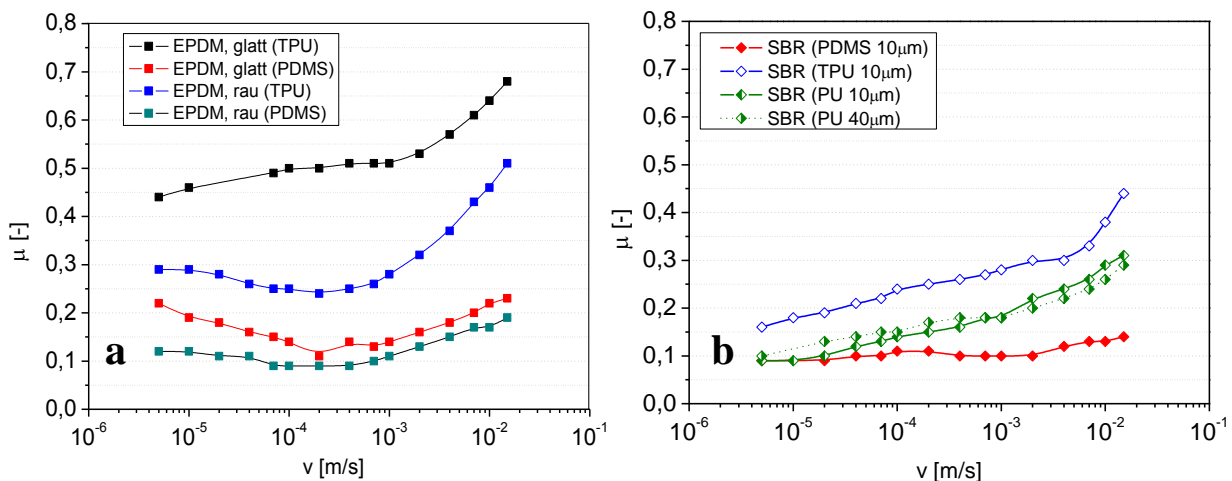 0,8
0,7
0,6
0,5
0,4
0,3
0,2
0,1
0,0
μ [-]
EPDM, glatt (TPU)
EPDM, glatt (PDMS)
EPDM, rau (TPU)
EPDM, rau (PDMS)
a
10⁻⁶ 10⁻⁵ 10⁻⁴ 10⁻³ 10⁻² 10⁻¹
v [m/s]
0,8
0,7
0,6
0,5
0,4
0,3
0,2
0,1
0,0
μ [-]
SBR (PDMS 10μm)
SBR (TPU 10μm)
SBR (PU 10μm)
SBR (PU 40μm)
b
10⁻⁶ 10⁻⁵ 10⁻⁴ 10⁻³ 10⁻² 10⁻¹
v [m/s]